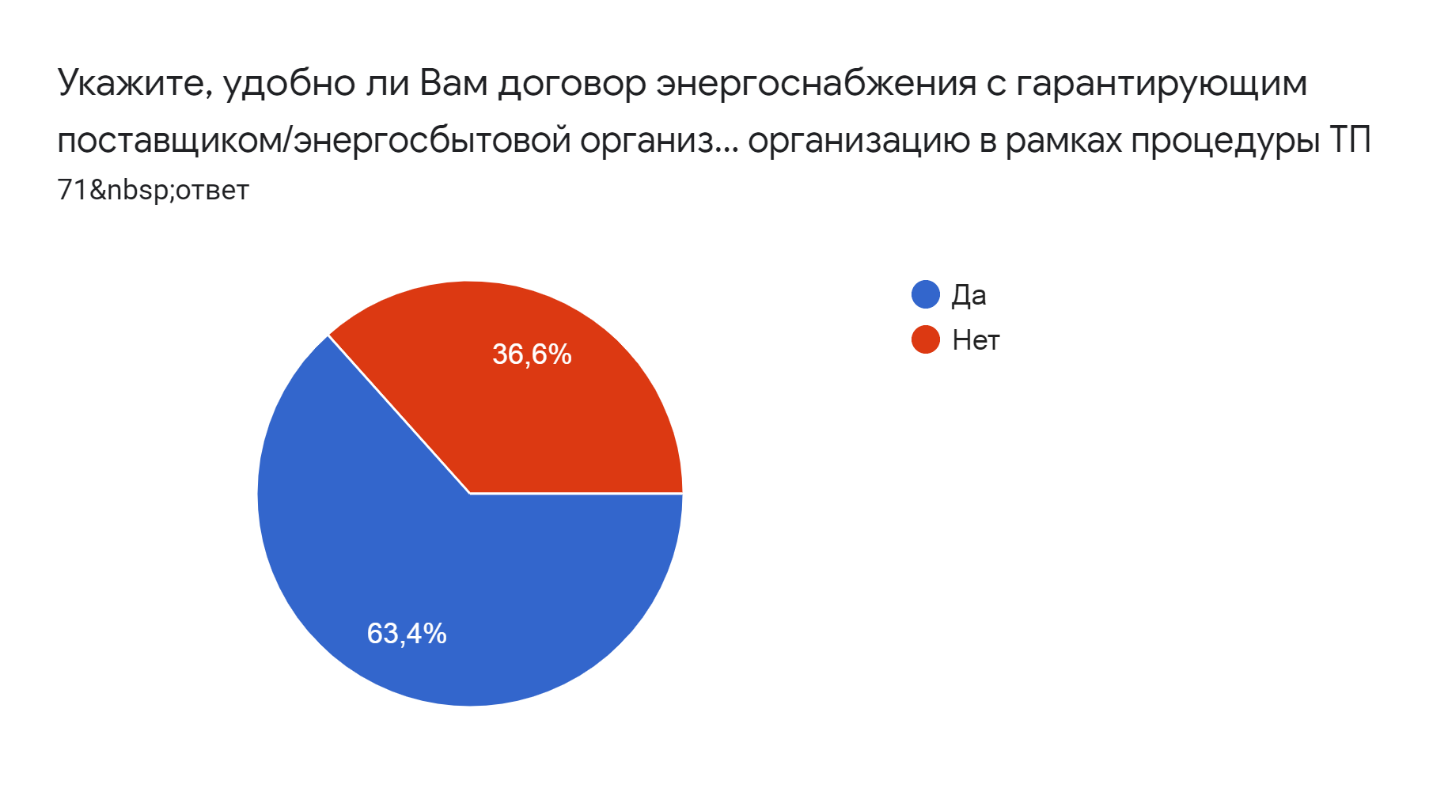 Укажите, удобно ли Вам договор энергоснабжения с гарантирующим
поставщиком/энергосбытовой организ... организацию в рамках процедуры ТП
71&nbsp;ответ
Да
Нет
36,6%
63,4%